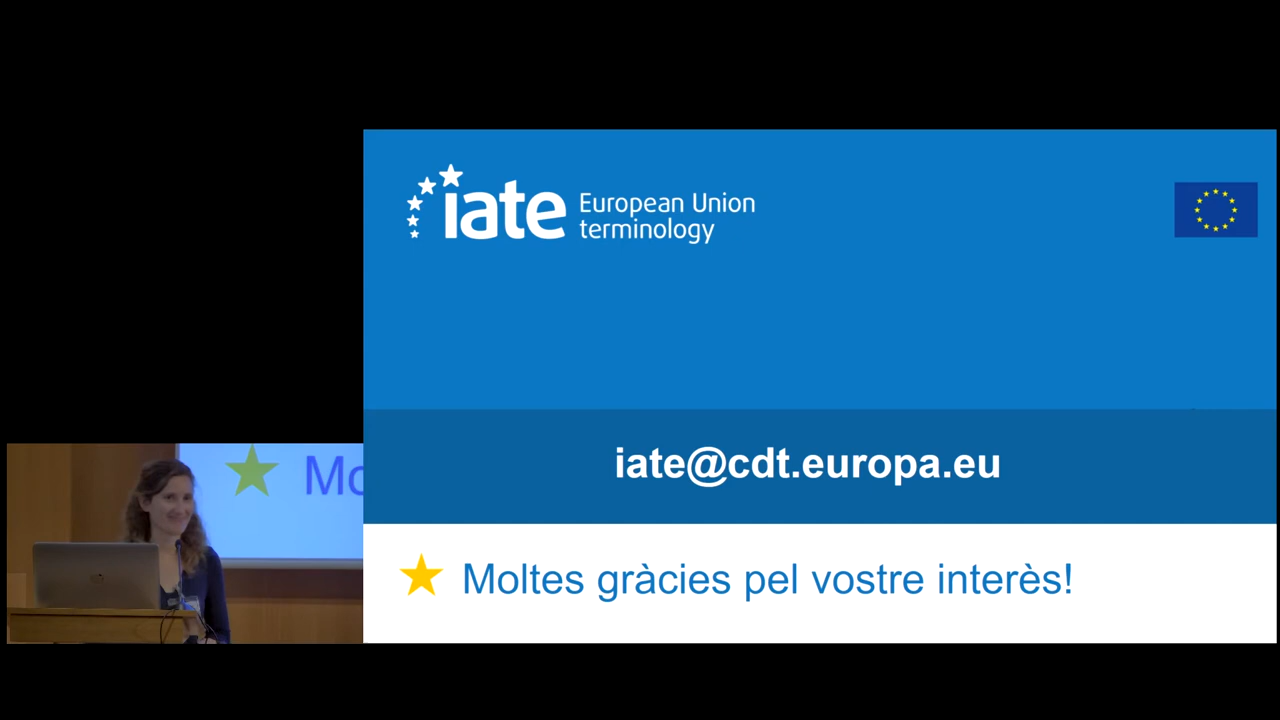 iate European Union
terminology
iate@cdt.europa.eu
Moltes gràcies pel vostre interès!
Mo